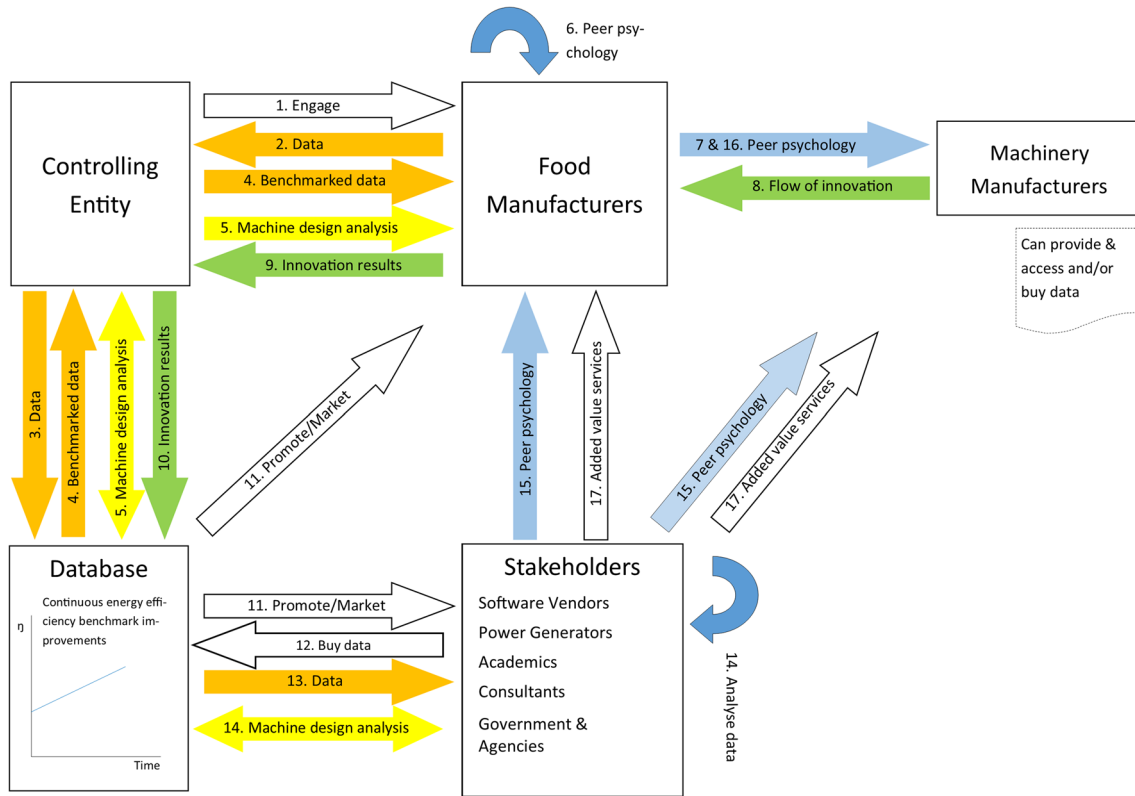 6. Peer psy-
chology
Controlling
Entity
1. Engage
2. Data
4. Benchmarked data
5. Machine design analysis
9. Innovation results
Food
Manufacturers
7 & 16. Peer psychology
8. Flow of innovation
Machinery
Manufacturers
Can provide &
access and/or
buy data
3. Data
4. Benchmarked data
5. Machine design analysis
10. Innovation results
11. Promote/Market
15. Peer psychology
17. Added value services
15. Peer psychology
17. Added value services
Database
Continuous energy effi-
ciency benchmark im-
provements
ŋ
Time
11. Promote/Market
12. Buy data
13. Data
14. Machine design analysis
Stakeholders
Software Vendors
Power Generators
Academics
Consultants
Government &
Agencies
14. Analyse data